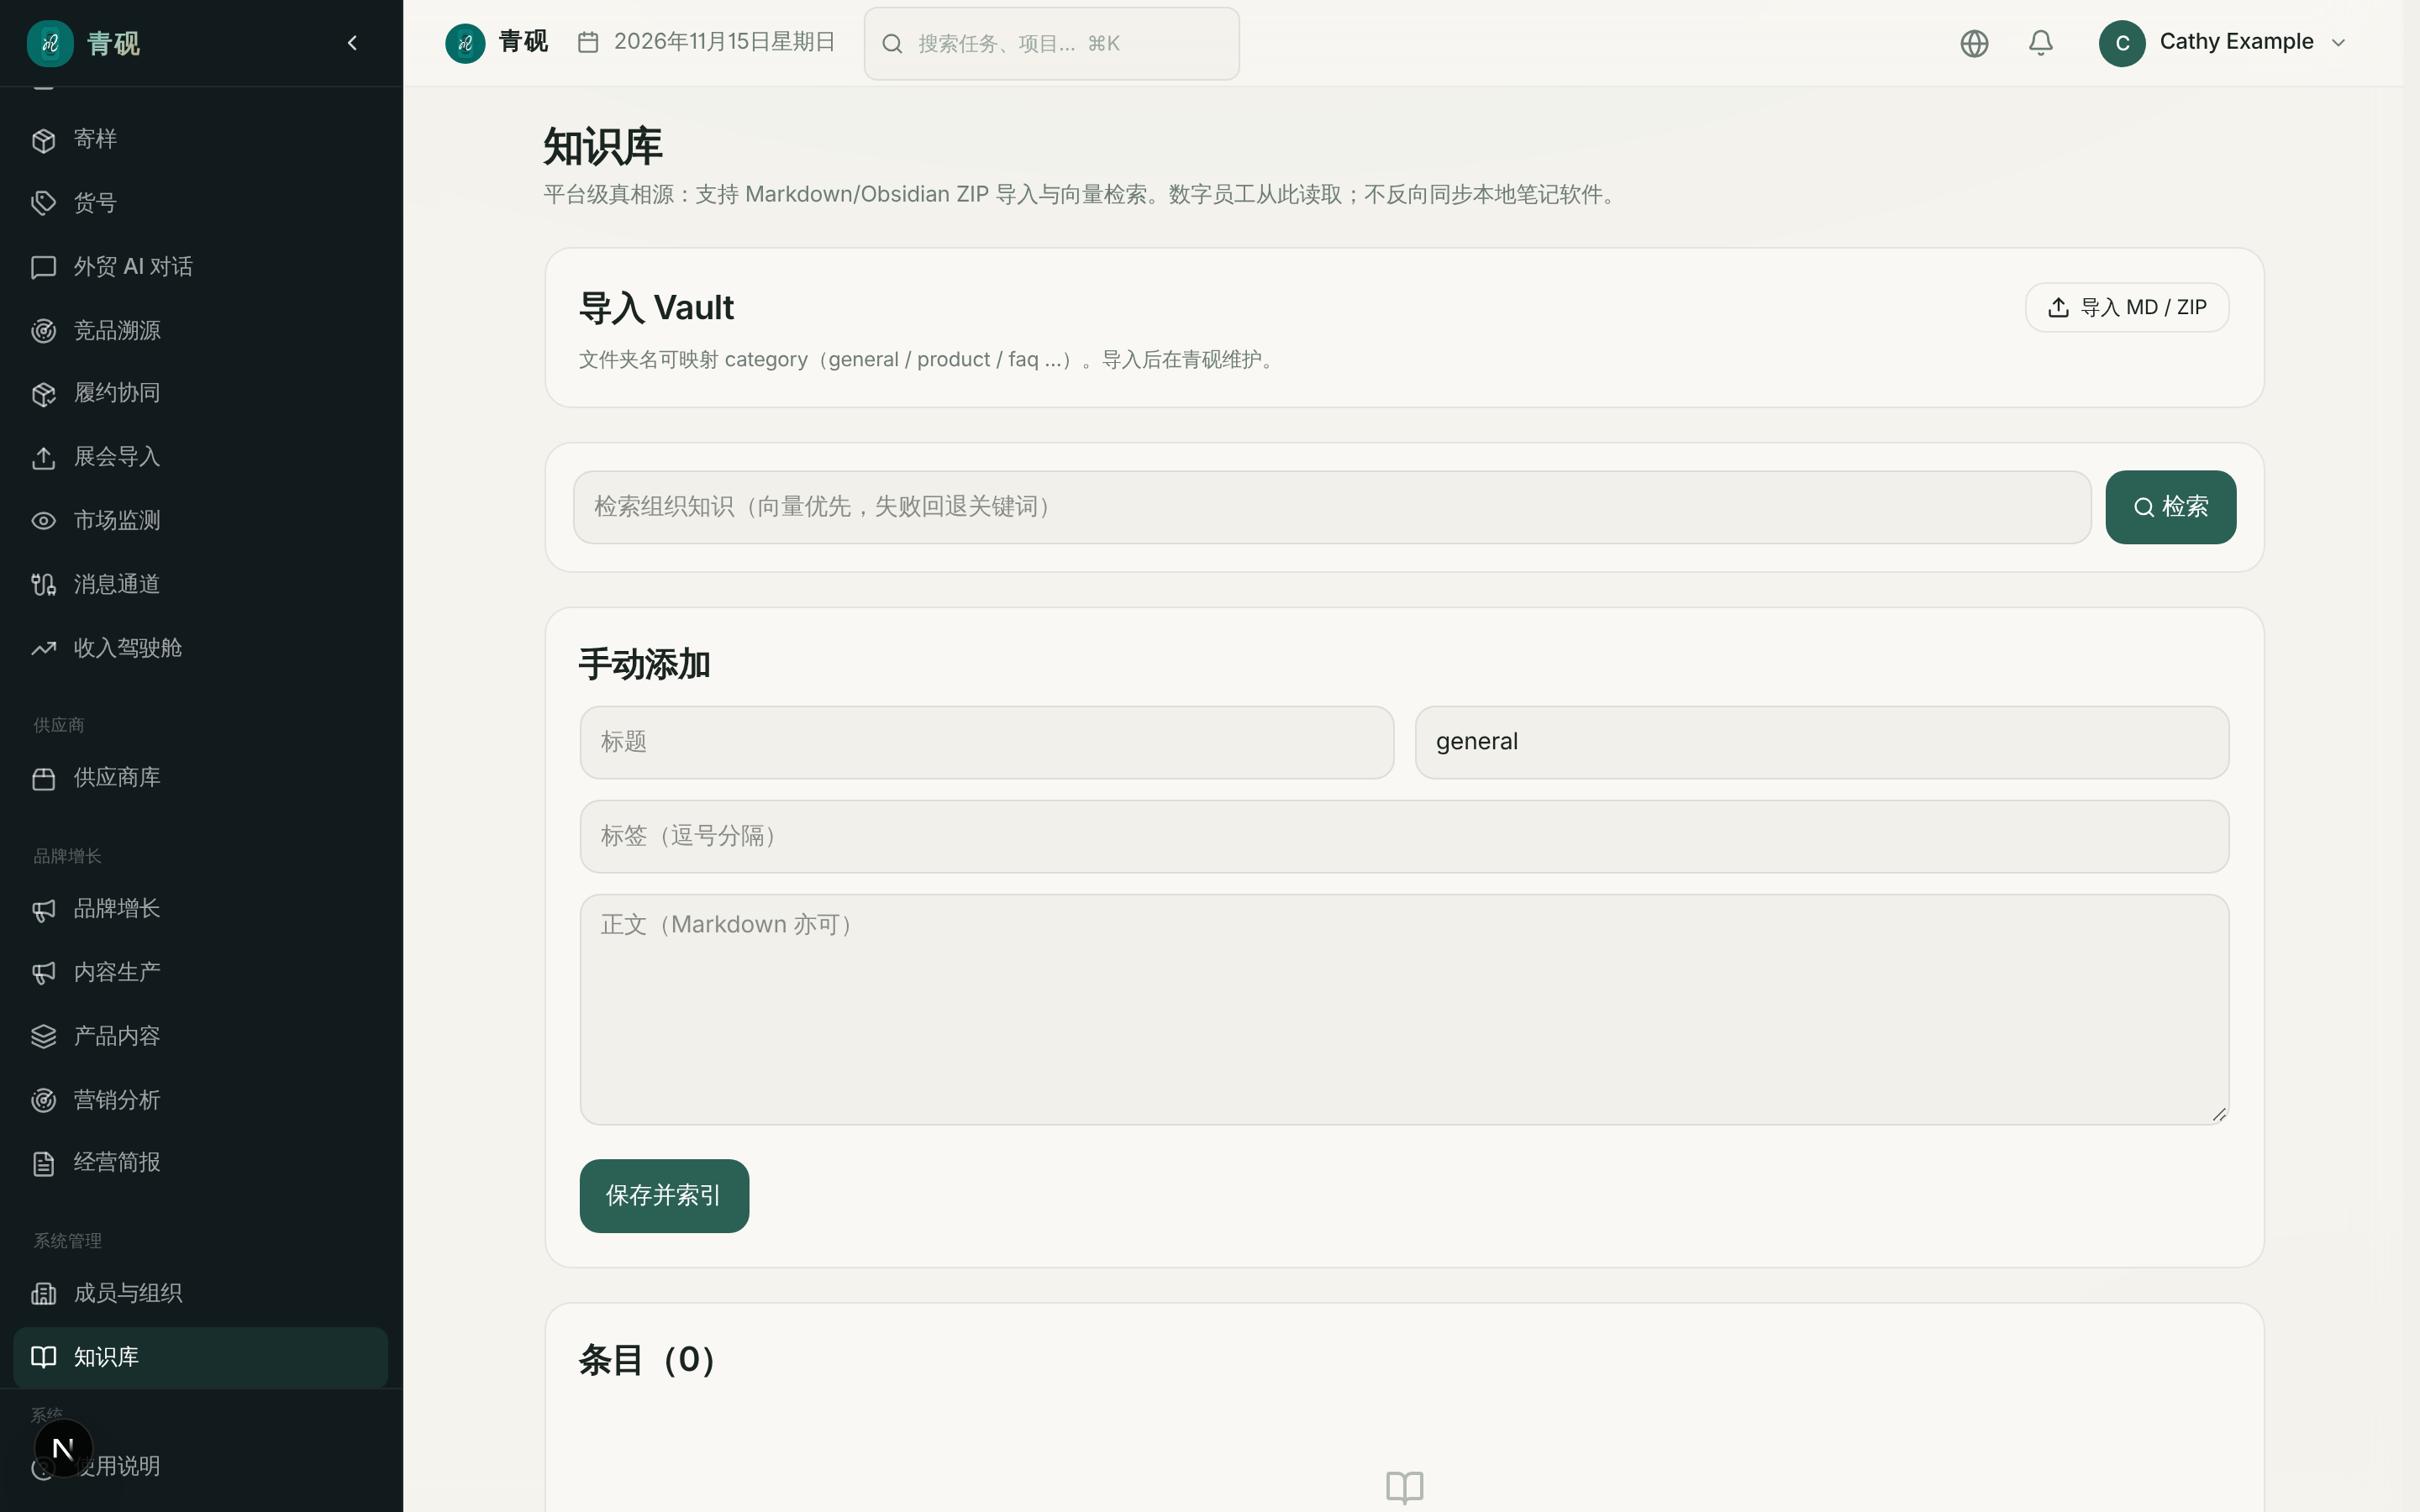 青砚
寄样
货号
外贸 AI 对话
竞品溯源
履约协同
展会导入
市场监测
消息通道
收入驾驶舱
供应商
供应商库
品牌增长
品牌增长
内容生产
产品内容
营销分析
经营简报
系统管理
成员与组织
知识库
系统
N
使用说明
青砚
2026年11月15日星期日
搜索任务、项目... ⌘K
C
Cathy Example
知识库
平台级真相源：支持 Markdown/Obsidian ZIP 导入与向量检索。数字员工从此读取；不反向同步本地笔记软件。
导入 Vault
导入 MD / ZIP
文件夹名可映射 category（general / product / faq ...）。导入后在青砚维护。
检索组织知识（向量优先，失败回退关键词）
检索
手动添加
标题
general
标签（逗号分隔）
正文（Markdown 亦可）
保存并索引
条目（0）